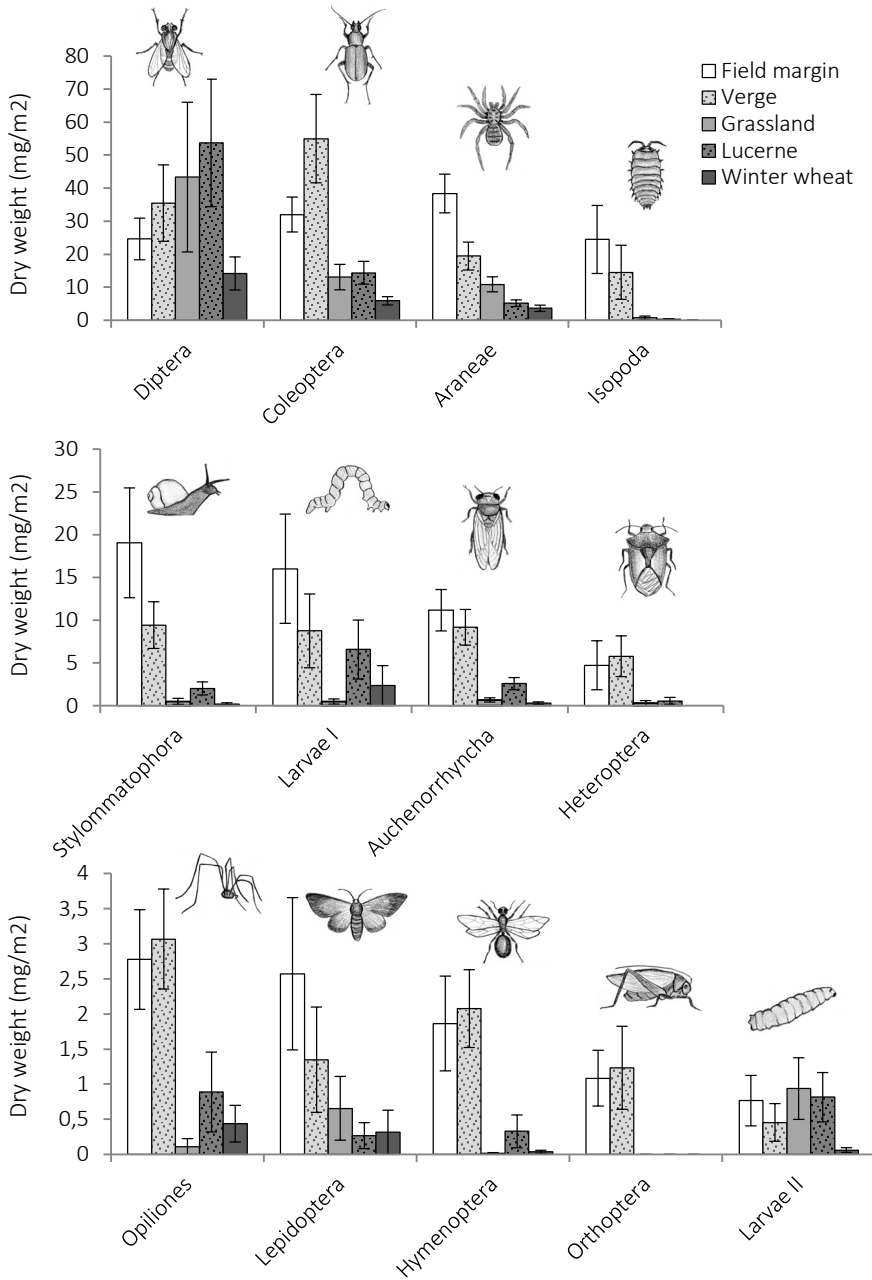 Dry weight (mg/m2)
80
70
60
50
40
30
20
10
0
Field margin
Verge
Grassland
Lucerne
Winter wheat
Diptera
Coleoptera
Araneae
Isopoda
Dry weight (mg/m2)
30
25
20
15
10
5
0
Stylommatophora
Larvae I
Auchenorrhyncha
Heteroptera
Dry weight (mg/m2)
4
3,5
3
2,5
2
1,5
1
0,5
0
Opiliones
Lepidoptera
Hymenoptera
Orthoptera
Larvae II